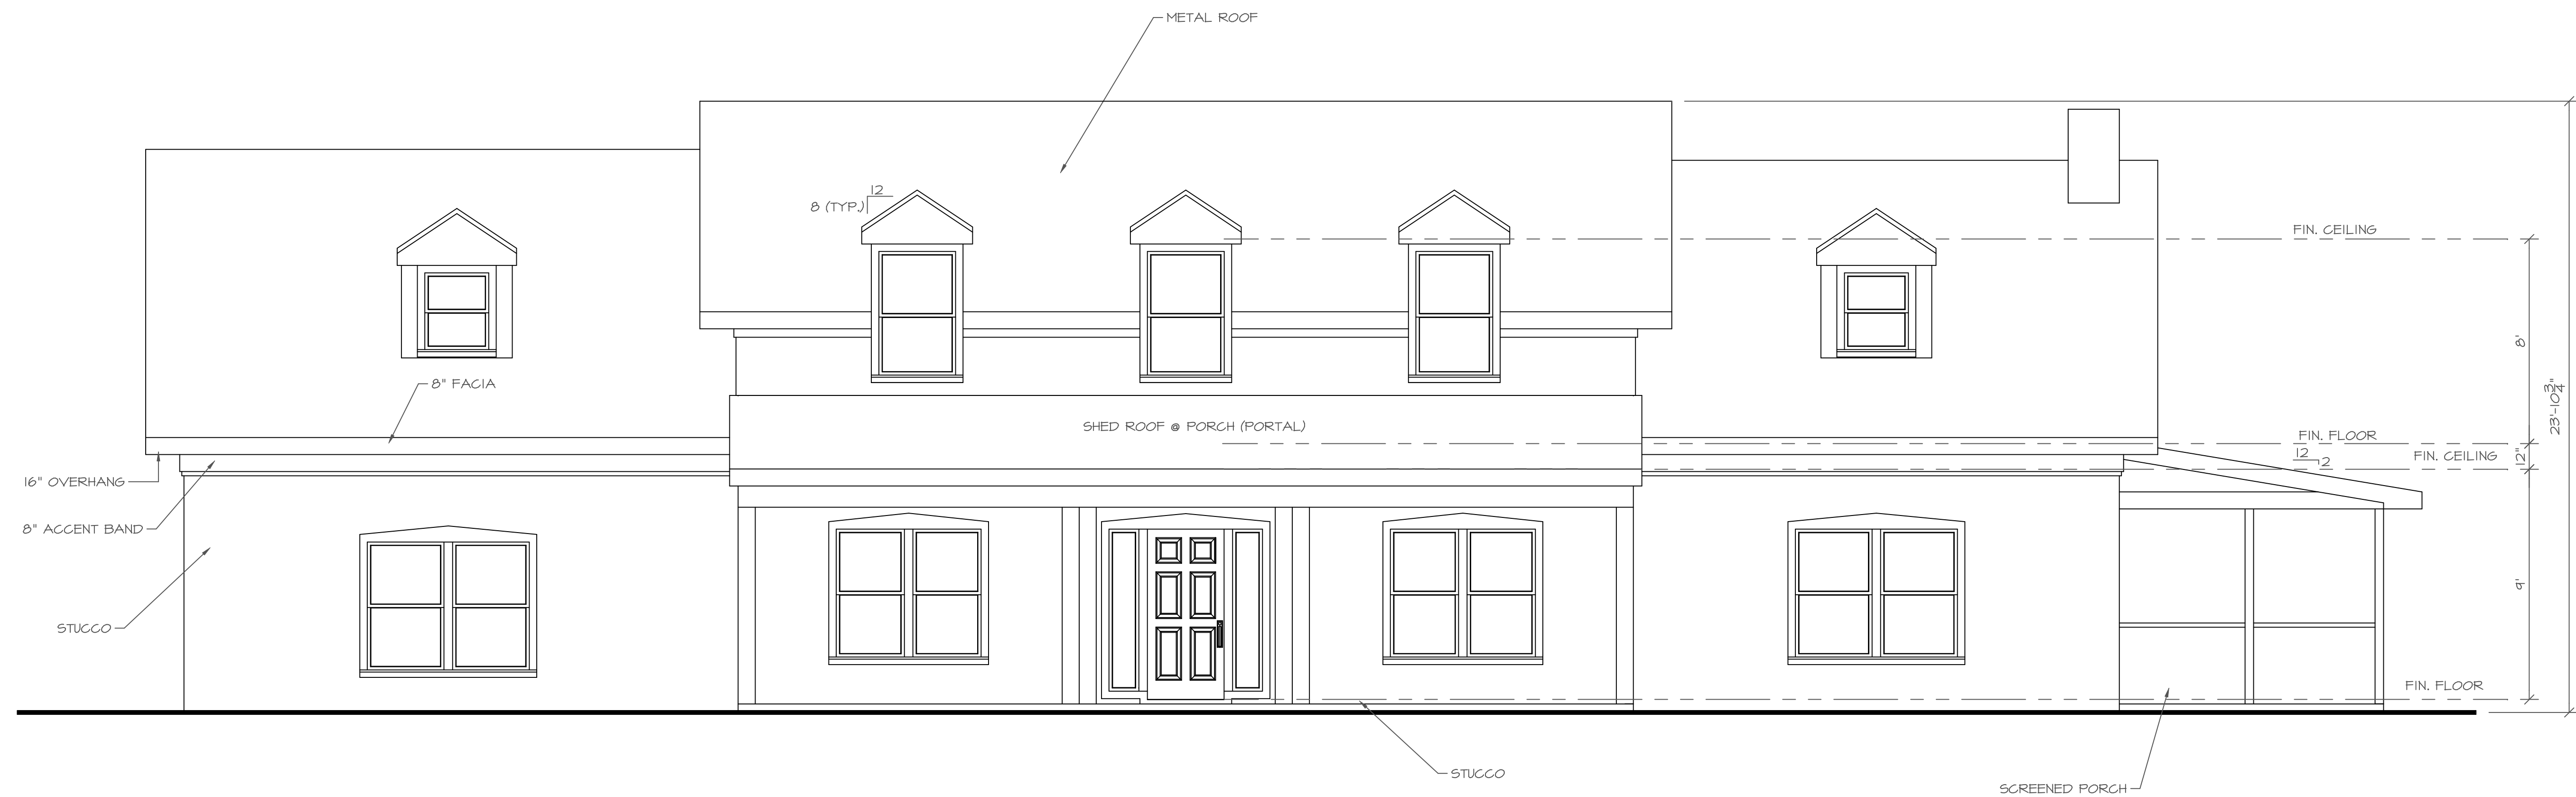 METAL ROOF
12
8 (TYP.)
FIN. CEILING
8'
23'-10 3/4"
8" FACIA
SHED ROOF @ PORCH (PORTAL)
FIN. FLOOR
12
2
FIN. CEILING
12"
16" OVERHANG
8" ACCENT BAND
9'
STUCCO
FIN. FLOOR
STUCCO
SCREENED PORCH